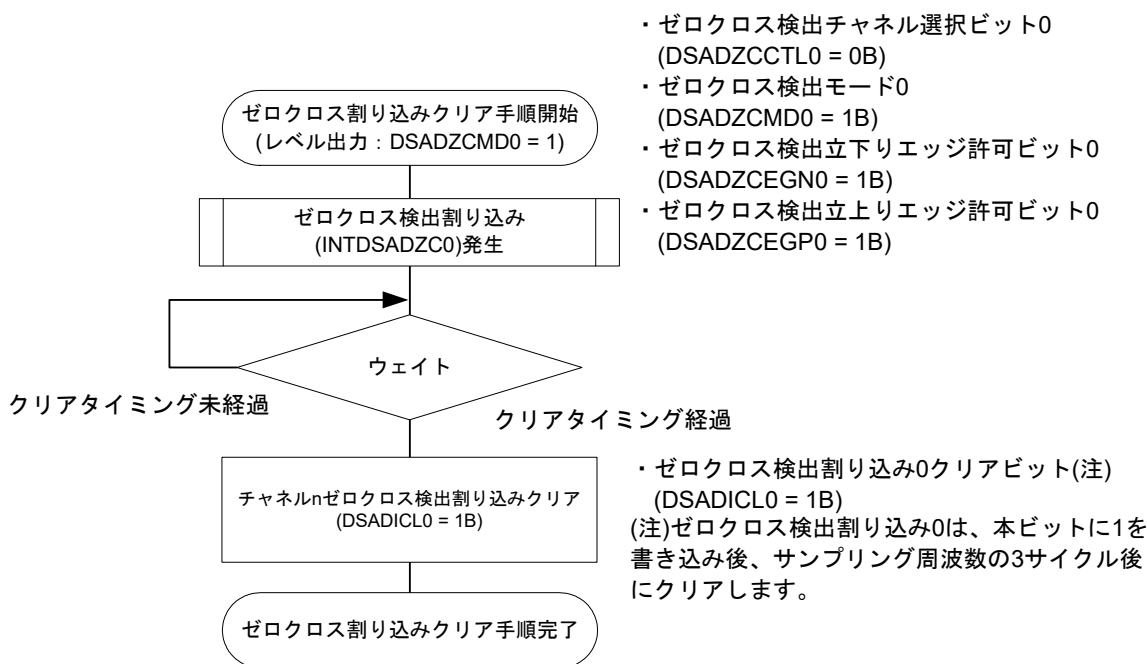 ・ゼロクロス検出チャネル選択ビット0
(DSADZCCTL0 = 0B)
・ゼロクロス検出モード0
(DSADZCMD0 = 1B)
・ゼロクロス検出立下りエッジ許可ビット0
(DSADZCEGN0 = 1B)
・ゼロクロス検出立上りエッジ許可ビット0
(DSADZCEGP0 = 1B)
ゼロクロス割り込みクリア手順開始
(レベル出力：DSADZCMD0 = 1)
ゼロクロス検出割り込み
(INTDSADZC0)発生
ウェイト
クリアタイミング未経過
クリアタイミング経過
チャネルnゼロクロス検出割り込みクリア
(DSADICL0 = 1B)
・ゼロクロス検出割り込み0クリアビット(注)
(DSADICL0 = 1B)
(注)ゼロクロス検出割り込み0は、本ビットに1を
書き込み後、サンプリング周波数の3サイクル後
にクリアします。
ゼロクロス割り込みクリア手順完了